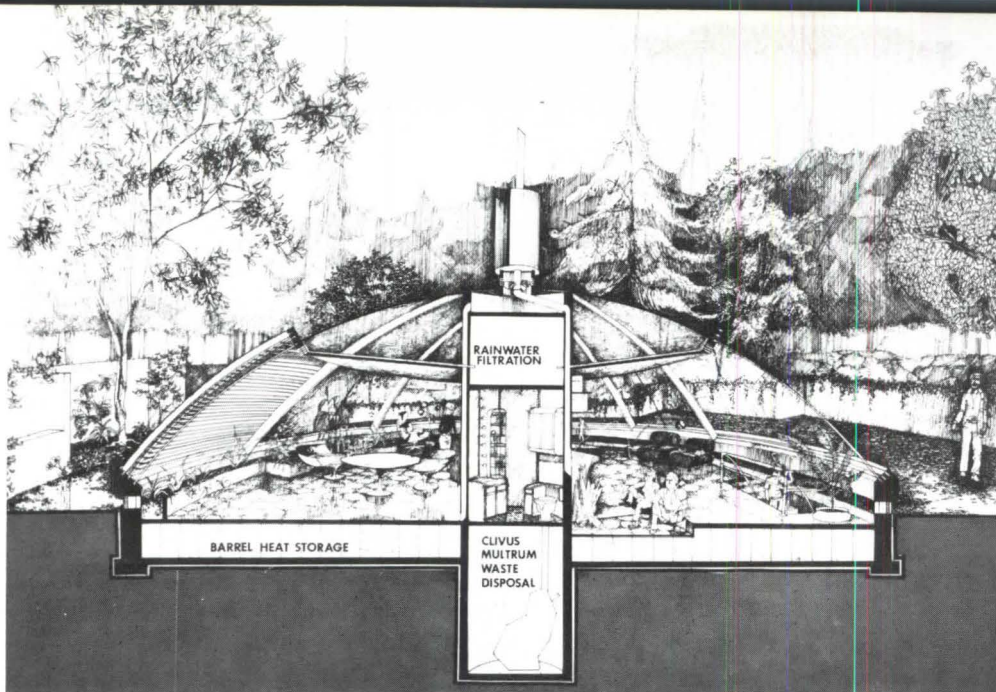 RAINWATER
FILTRATION
BARREL HEAT STORAGE
CLIVUS
MULTRUM
WASTE
DISPOSAL